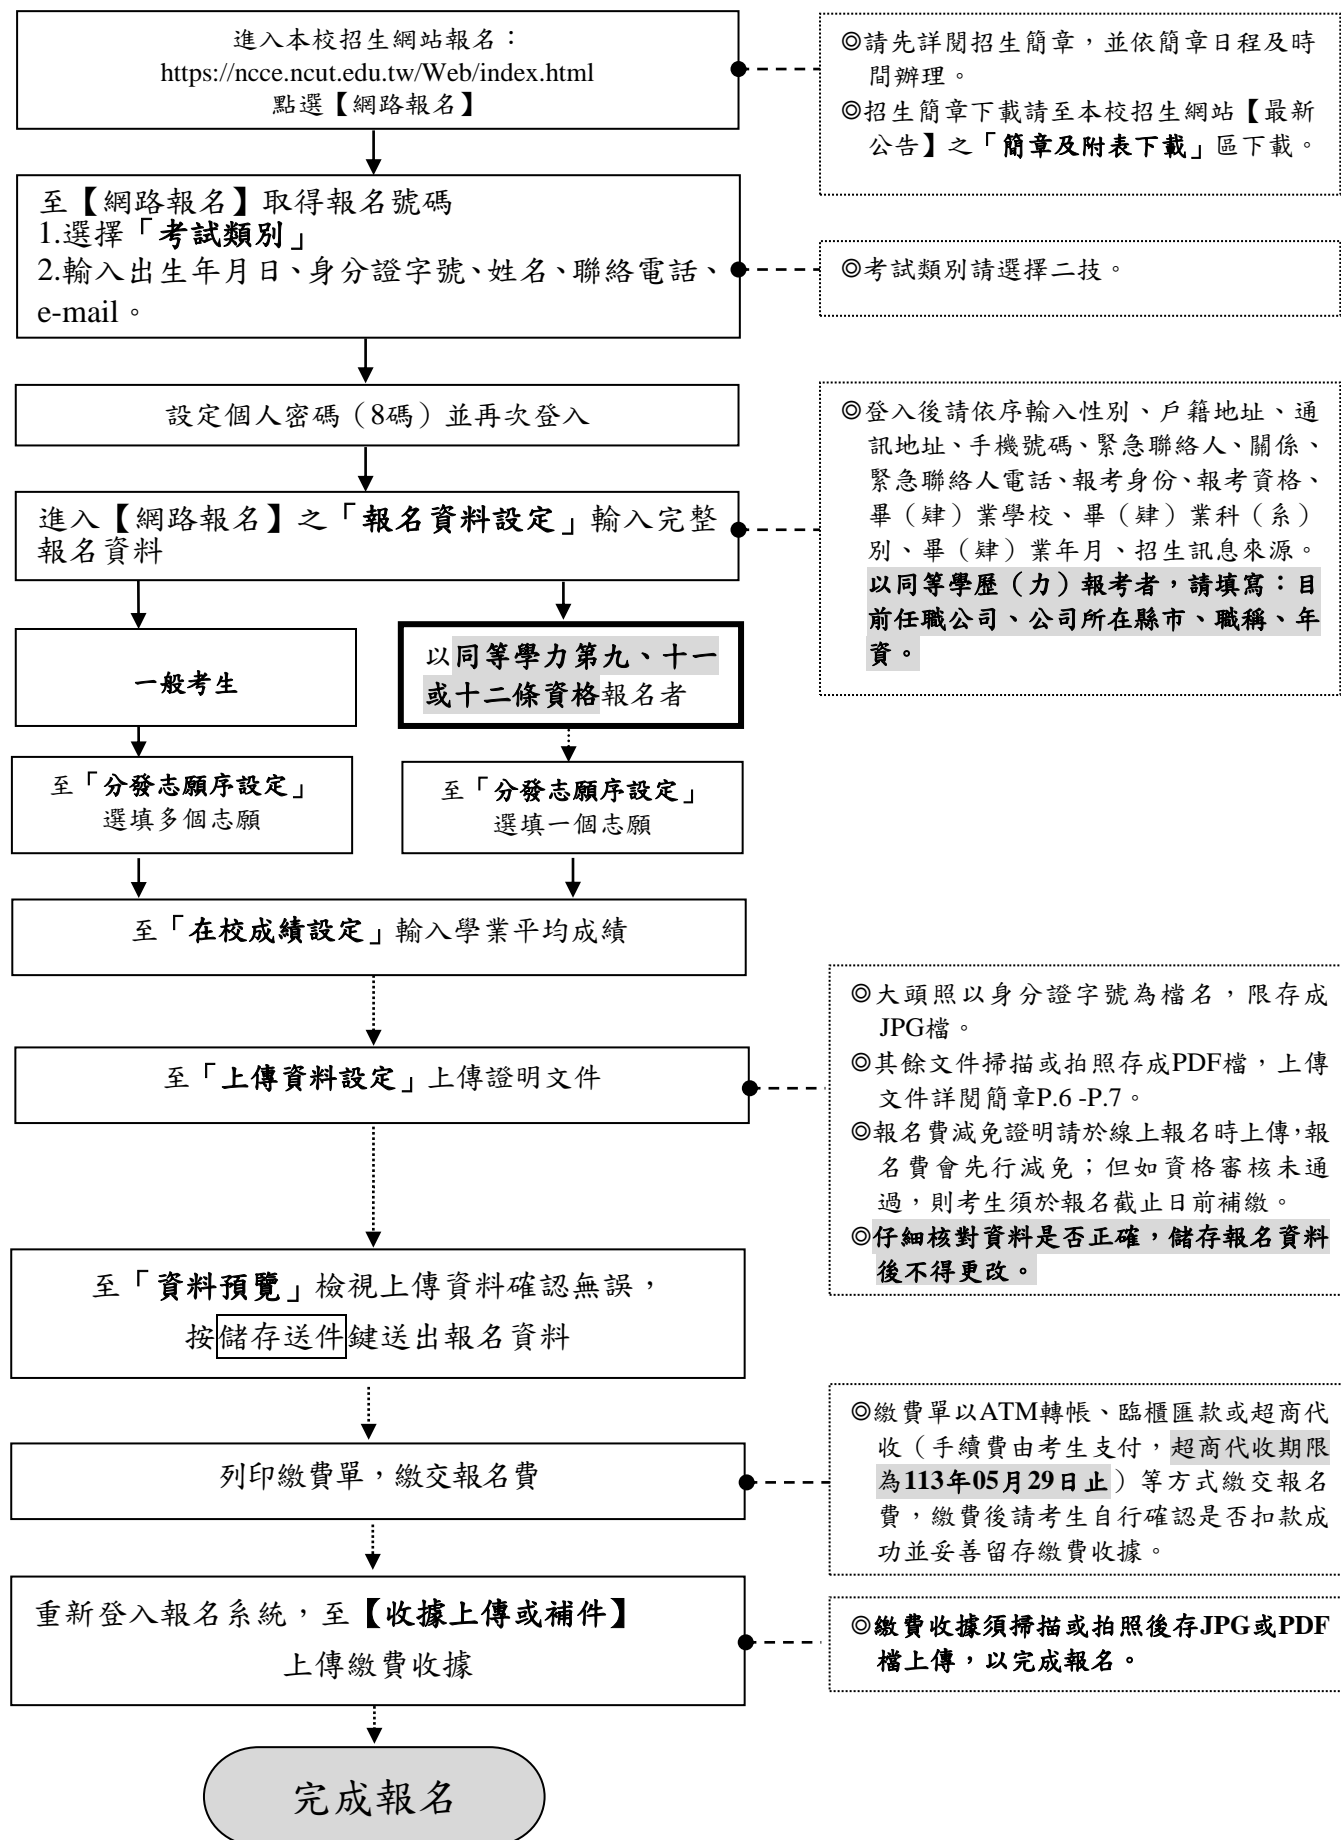 進入本校招生網站報名：
https://ncce.ncut.edu.tw/Web/index.html
點選【網路報名】
◎請先詳閱招生簡章，並依簡章日程及時
間辦理。
◎招生簡章下載請至本校招生網站【最新
公告】之「簡章及附表下載」區下載。
至【網路報名】取得報名號碼
1.選擇「考試類別」
2.輸入出生年月日、身分證字號、姓名、聯絡電話、
e-mail。
◎考試類別請選擇二技。
設定個人密碼（8碼）並再次登入
進入【網路報名】之「報名資料設定」輸入完整
報名資料
◎登入後請依序輸入性別、戶籍地址、通
訊地址、手機號碼、緊急聯絡人、關係、
緊急聯絡人電話、報考身份、報考資格、
畢（肄）業學校、畢（肄）業科（系）
別、畢（肄）業年月、招生訊息來源。
以同等學歷（力）報考者，請填寫：目
前任職公司、公司所在縣市、職稱、年
資。
一般考生
以同等學力第九、十一
或十二條資格報名者
至「分發志願序設定」
選填多個志願
至「分發志願序設定」
選填一個志願
至「在校成績設定」輸入學業平均成績
至「上傳資料設定」上傳證明文件
◎大頭照以身分證字號為檔名，限存成
JPG檔。
◎其餘文件掃描或拍照存成PDF檔，上傳
文件詳閱簡章P.6 -P.7。
◎報名費減免證明請於線上報名時上傳，報
名費會先行減免；但如資格審核未通
過，則考生須於報名截止日前補繳。
◎仔細核對資料是否正確，儲存報名資料
後不得更改。
至「資料預覽」檢視上傳資料確認無誤，
按儲存送件鍵送出報名資料
列印繳費單，繳交報名費
◎繳費單以ATM轉帳、臨櫃匯款或超商代
收（手續費由考生支付，超商代收期限
為113年05月29日止）等方式繳交報名
費，繳費後請考生自行確認是否扣款成
功並妥善留存繳費收據。
重新登入報名系統，至【收據上傳或補件】
上傳繳費收據
◎繳費收據須掃描或拍照後存JPG或PDF
檔上傳，以完成報名。
完成報名